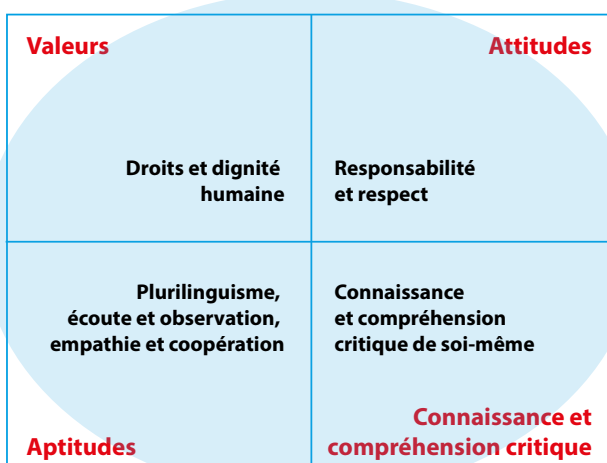 Valeurs
Attitudes
Droits et dignité
humaine
Responsabilité
et respect
Plurilinguisme,
écoute et observation,
empathie et coopération
Connaissance
et compréhension
critique de soi-même
Aptitudes
Connaissance et
compréhension critique